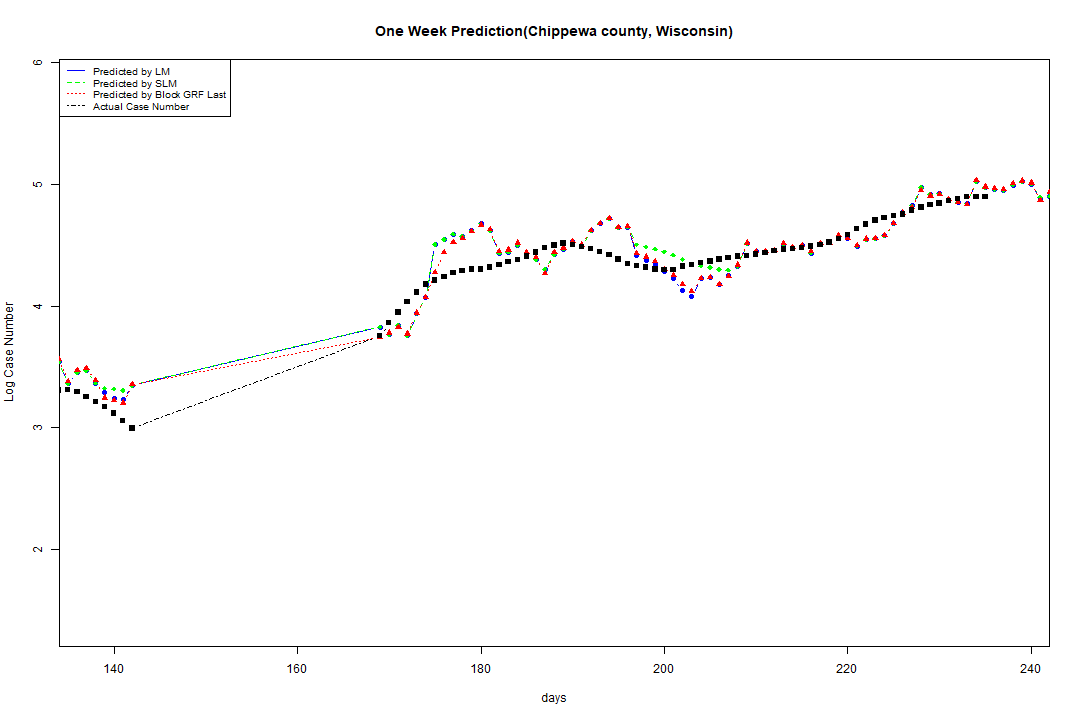 One Week Prediction(Chippewa county, Wisconsin)
Predicted by LM
Predicted by SLM
Predicted by Block GRF Last
Actual Case Number
6
5
4
3
2
Log Case Number
140 160 180 200 220 240
days